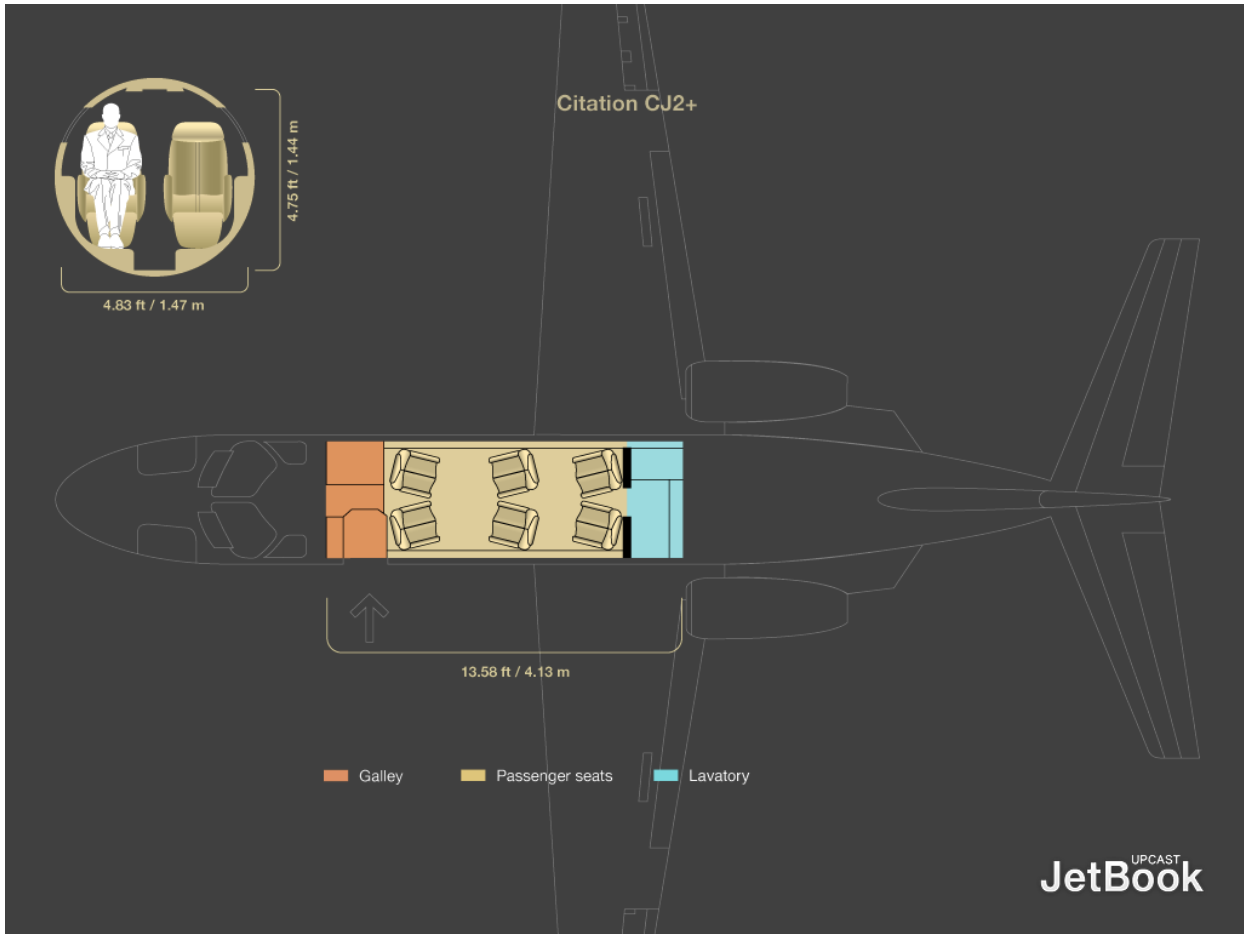 Citation CJ2+
4.75 ft / 1.44 m
4.83 ft / 1.47 m
13.58 ft / 4.13 m
Galley
Passenger seats
Lavatory
UPCAST
JetBook